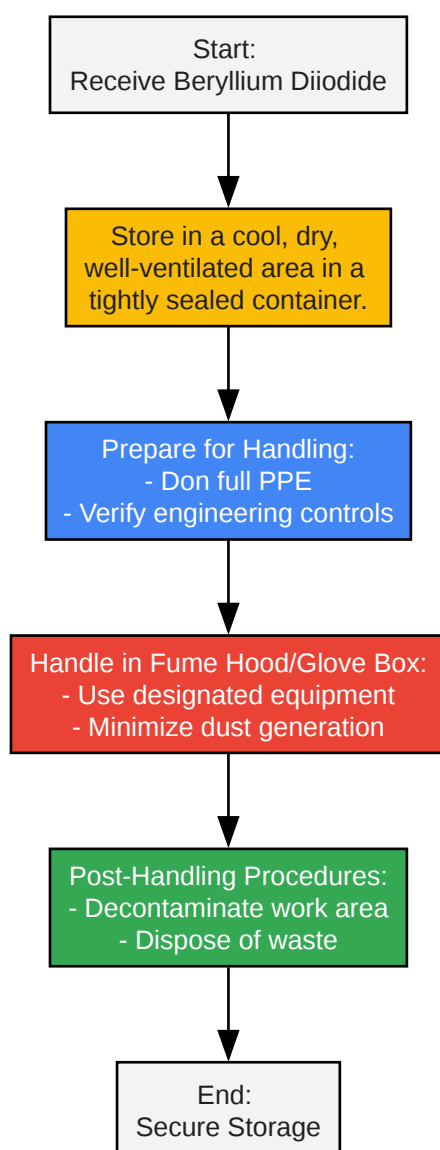 Start:
Receive Beryllium Diiodide
Store in a cool, dry,
well-ventilated area in a
tightly sealed container.
Prepare for Handling:
- Don full PPE
- Verify engineering controls
Handle in Fume Hood/Glove Box:
- Use designated equipment
- Minimize dust generation
Post-Handling Procedures:
- Decontaminate work area
- Dispose of waste
End:
Secure Storage